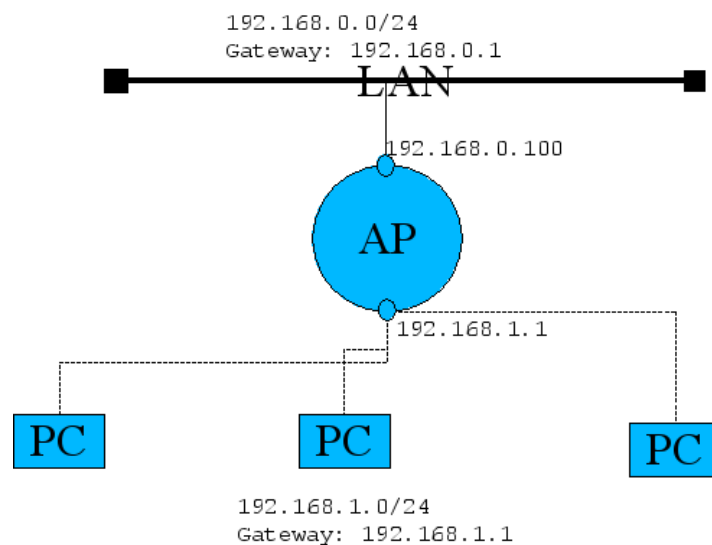 192.168.0.0/24
Gateway: 192.168.0.1
LAN
192.168.0.100
AP
192.168.1.1
PC
PC
PC
192.168.1.0/24
Gateway: 192.168.1.1